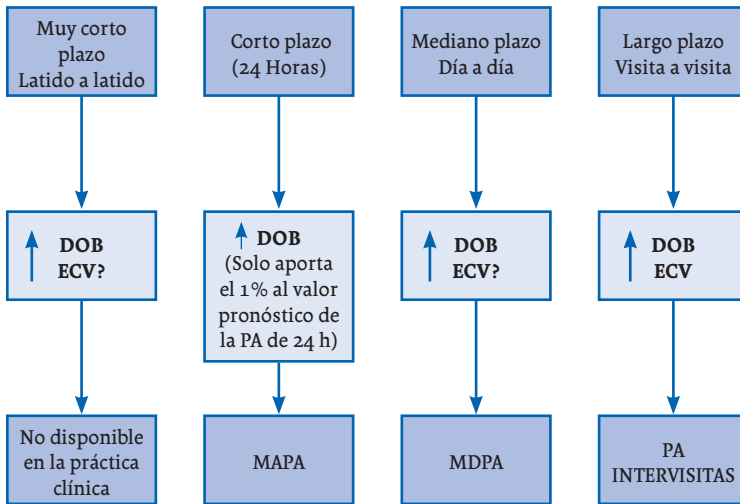 Muy corto
plazo
Latido a latido
Corto plazo
(24 Horas)
Mediano plazo
Día a día
Largo plazo
Visita a visita
DOB
ECV?
DOB
(Solo aporta
el 1% al valor
pronóstico de
la PA de 24 h)
DOB
ECV?
DOB
ECV
No disponible
en la práctica
clínica
MAPA
MDPA
PA
INTERVISITAS